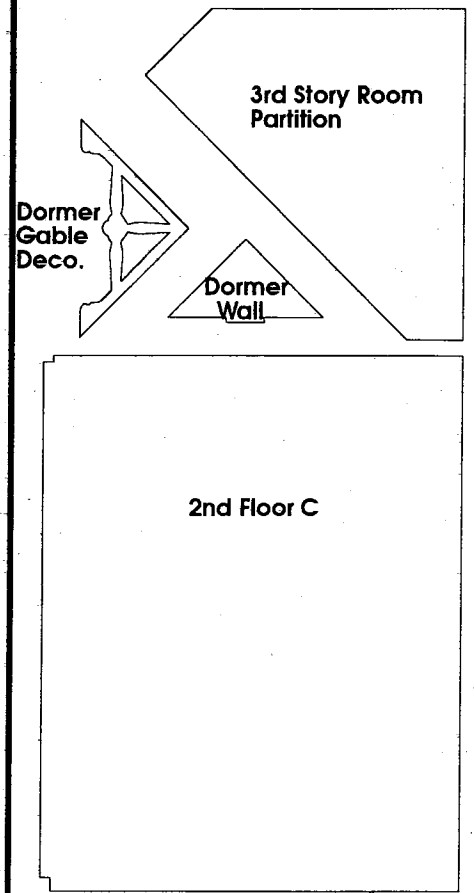 3rd Story Room
Partition
Dormer
Gable
Deco.
Dormer
Wall
2nd Floor C